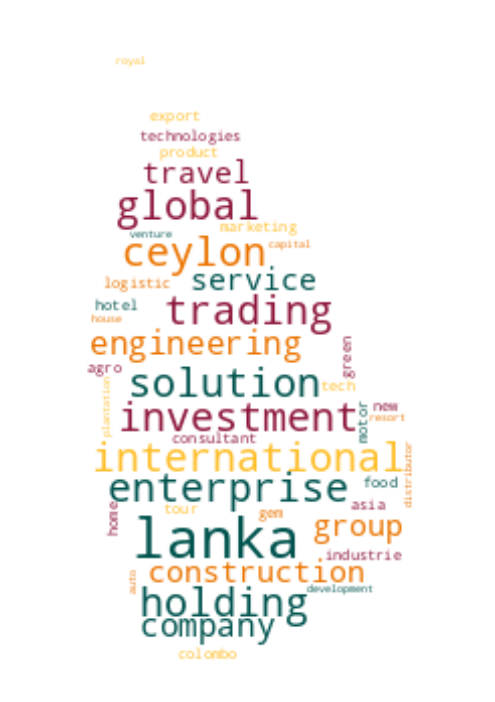 royal
export
technologies
product
travel
global
marketing
venture
capital
ceylon
service
logistic
hotel
trading
house
engineering
green
agro
solution
tech
plantation
investment
new
motor
resort
consultant
international
distributor
enterprise
food
asia
home
tour
gem
lanka
group
industrie
construction
auto
development
holding
company
colombo